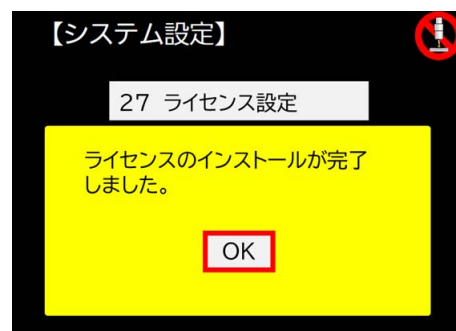 【システム設定】
27 ライセンス設定
ライセンスのインストールが完了
しました。
OK